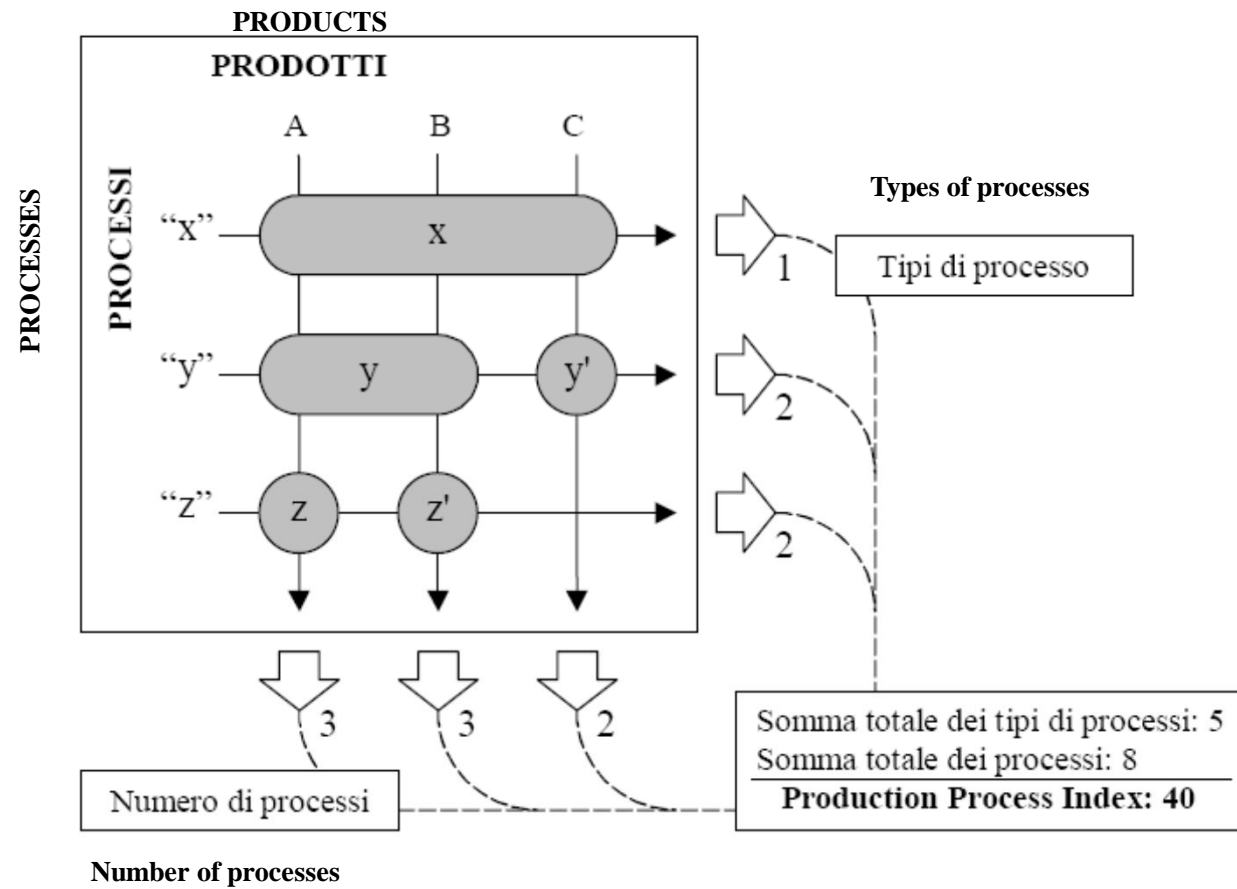 PRODUCTS
PRODOTTI
A B C
PROCESSES
PROCESSI
Types of processes
“x” x 1
Tipi di processo
“y” y y' 2
“z” z z' 2
3 3 2
Numero di processi
Somma totale dei tipi di processi: 5
Somma totale dei processi: 8
Production Process Index: 40
Number of processes